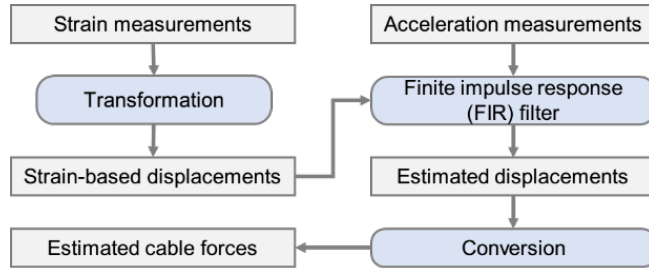 Strain measurements
Acceleration measurements
Transformation
Finite impulse response
(FIR) filter
Strain-based displacements
Estimated displacements
Estimated cable forces
Conversion